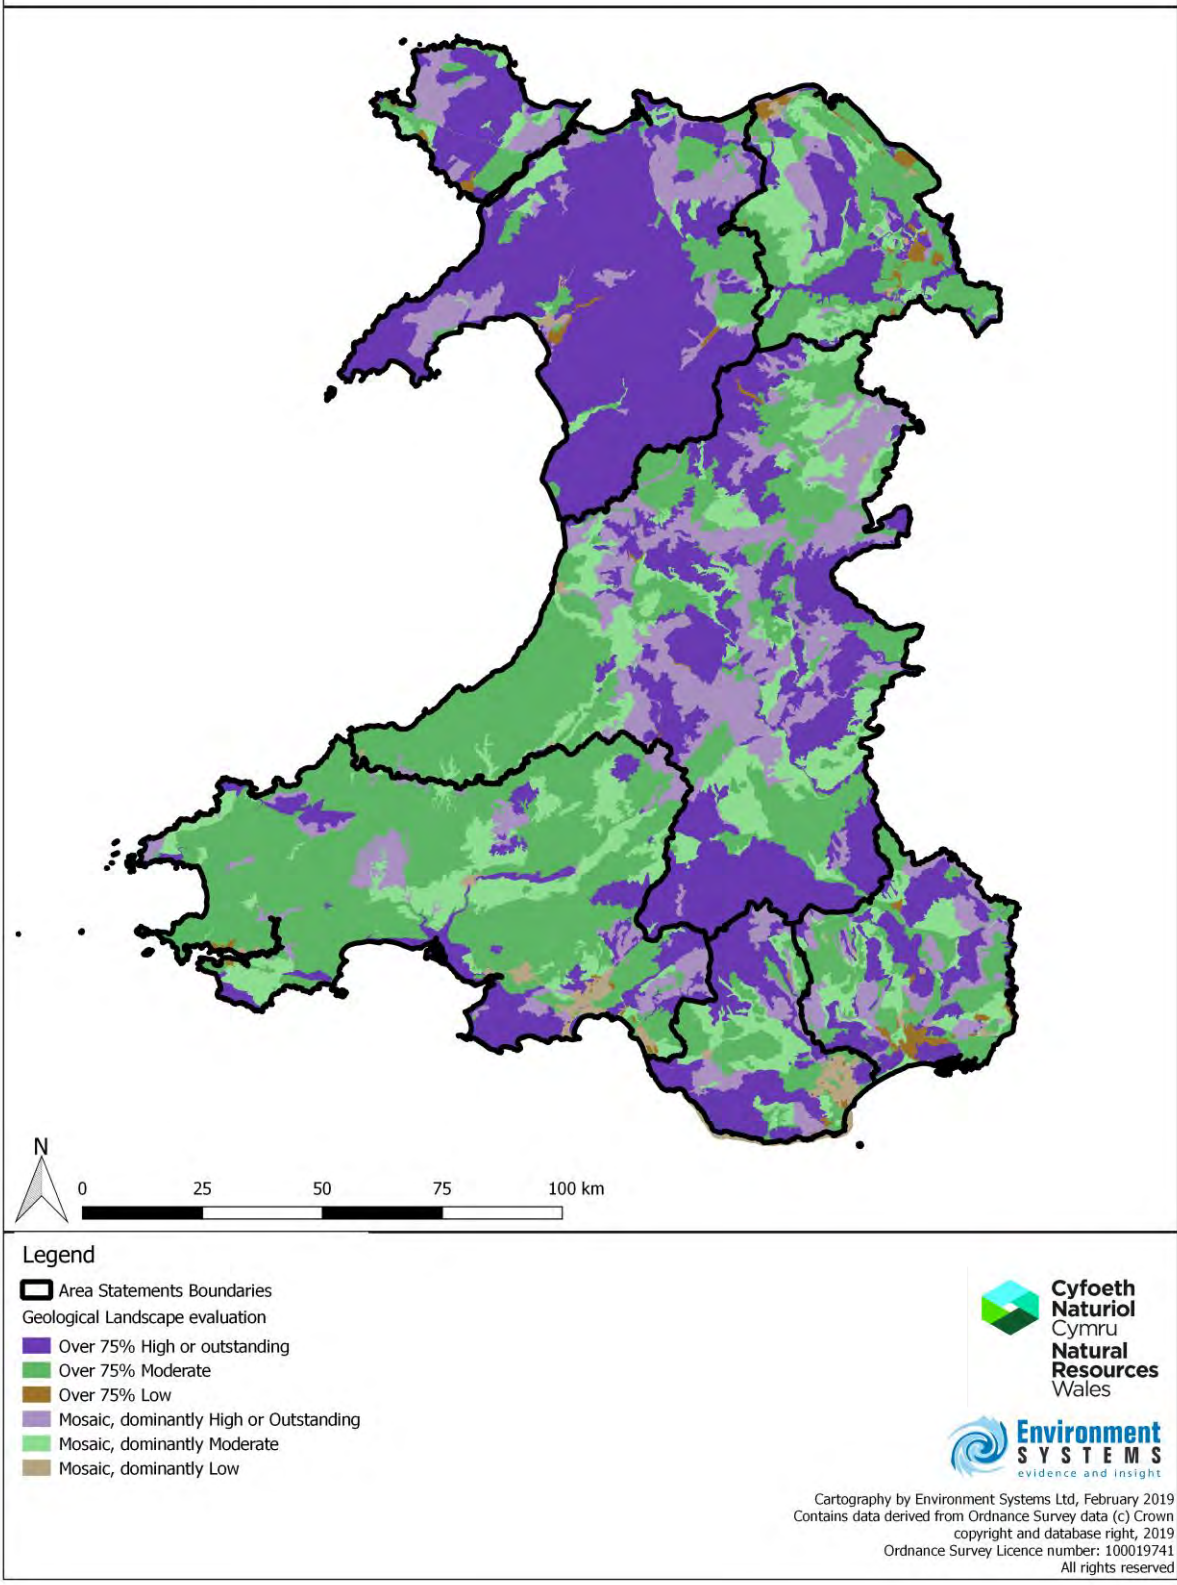 N
0 25 50 75 100 km
Legend
Area Statements Boundaries
Geological Landscape evaluation
Over 75% High or outstanding
Over 75% Moderate
Over 75% Low
Mosaic, dominantly High or Outstanding
Mosaic, dominantly Moderate
Mosaic, dominantly Low
Cyfoeth
Naturiol
Cymru
Natural
Resources
Wales
Environment
SYSTEMS
evidence and insight
Cartography by Environment Systems Ltd, February 2019
Contains data derived from Ordnance Survey data (c) Crown
copyright and database right, 2019
Ordnance Survey Licence number: 100019741
All rights reserved